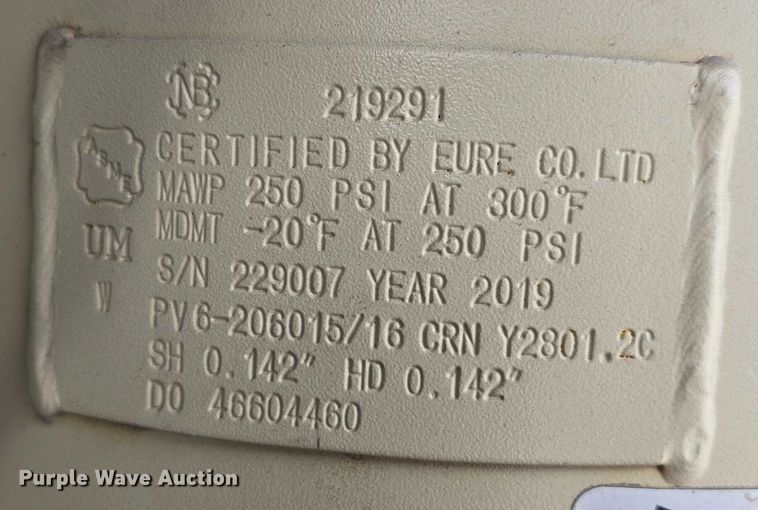 NB 219291
ASME CERTIFIED BY EURE CO. LTD
MAWP 250 PSI AT 300°F
UM MDMT -20°F AT 250 PSI
W S/N 229007 YEAR 2019
PV6-206015/16 CRN Y2801.2C
SH 0.142" HD 0.142"
DO 46604460
Purple Wave Auction